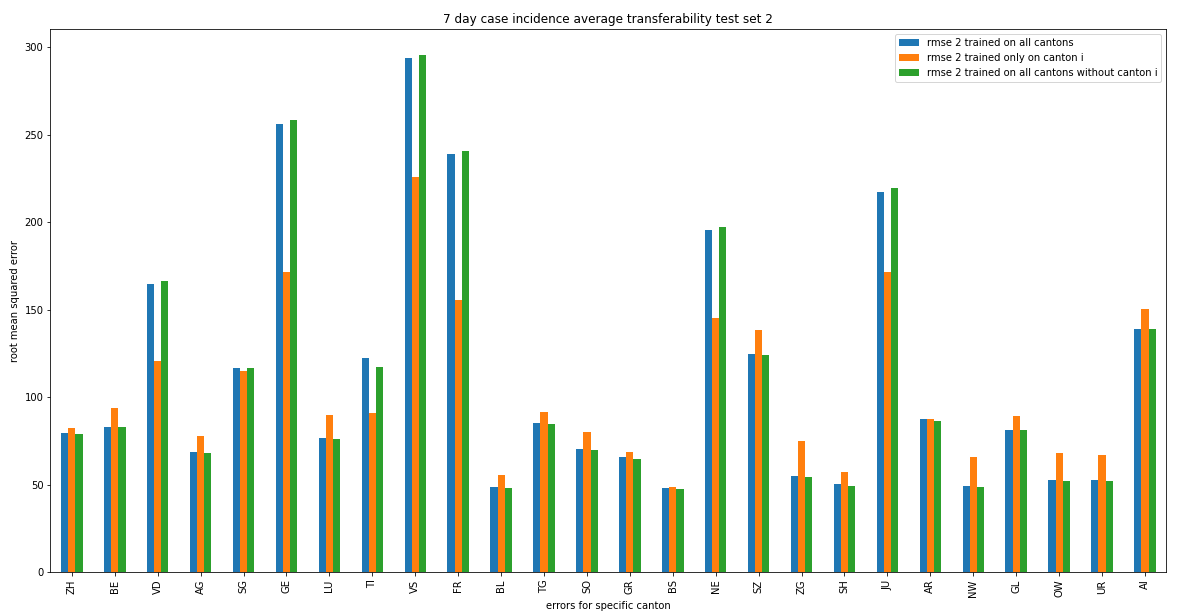 7 day case incidence average transferability test set 2
rmse 2 trained on all cantons
rmse 2 trained only on canton i
rmse 2 trained on all cantons without canton i
root mean squared error
300
250
200
150
100
50
0
ZH BE VD AG SG GE LU TI VS FR BL TG SO GR BS NE SZ ZG SH JU AR NW GL OW UR AI
errors for specific canton